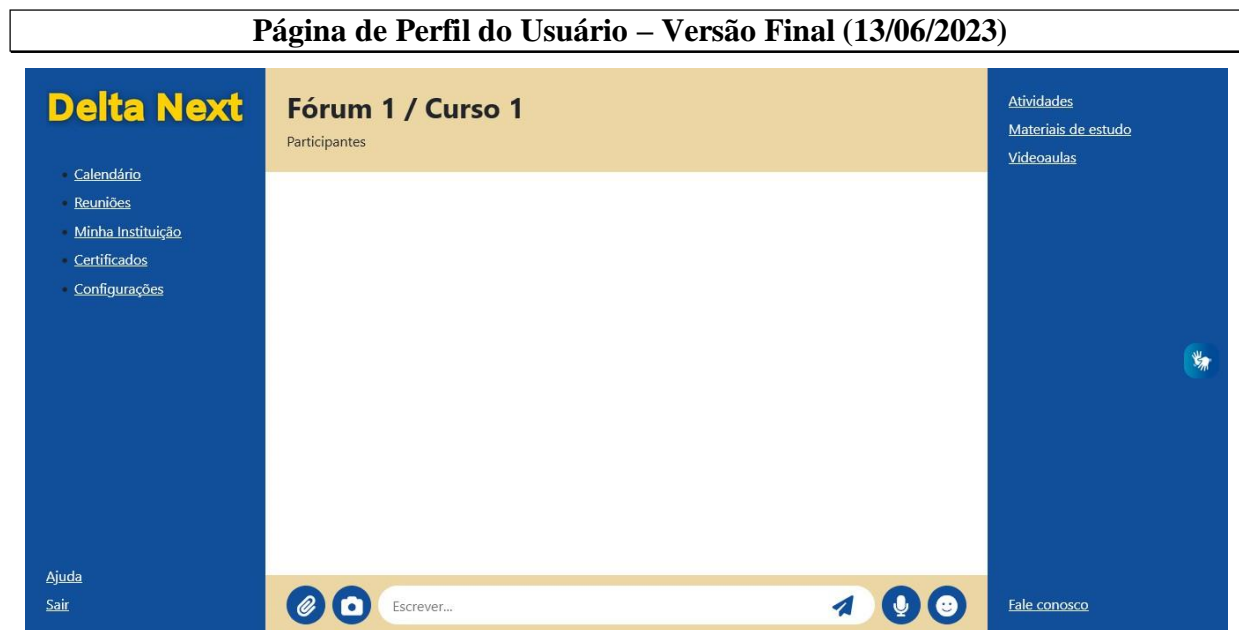 Página de Perfil do Usuário – Versão Final (13/06/2023)
Delta Next
Calendário
Reuniões
Minha Instituição
Certificados
Configurações
Ajuda
Sair
Fórum 1 / Curso 1
Participantes
Escrever...
Atividades
Materiais de estudo
Videoaulas
Fale conosco